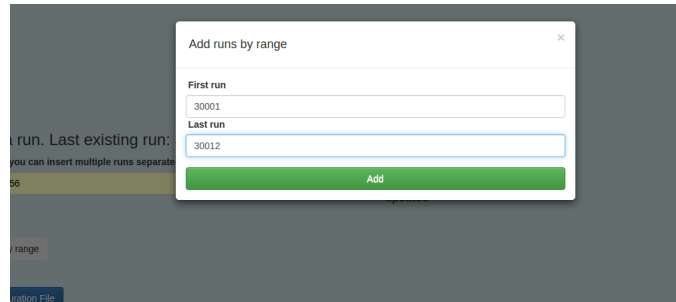 Add runs by range
×
First run
30001
Last run
30012
Add
run. Last existing run:
you can insert multiple runs separate
56
range
uration File